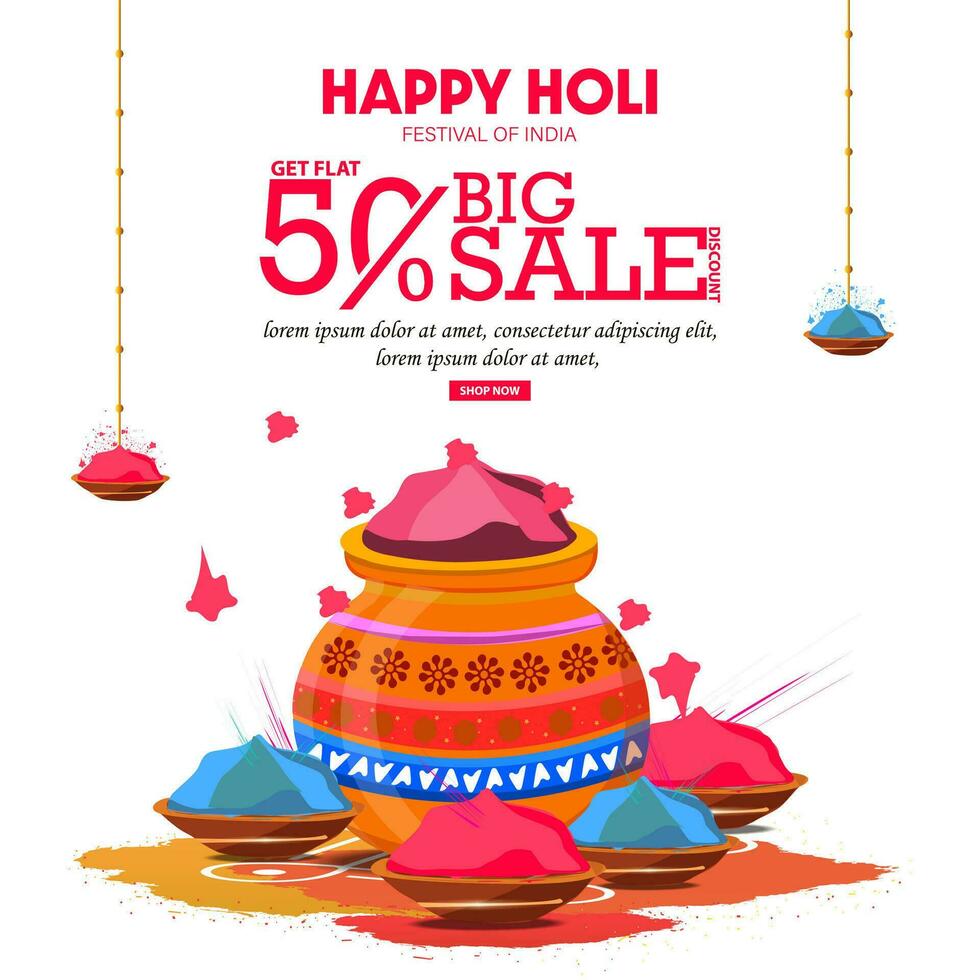 HAPPY HOLI
FESTIVAL OF INDIA
GET FLAT
50% BIG
SALE
DISCOUNT
lorem ipsum dolor at amet, consectetur adipiscing elit,
lorem ipsum dolor at amet,
SHOP NOW